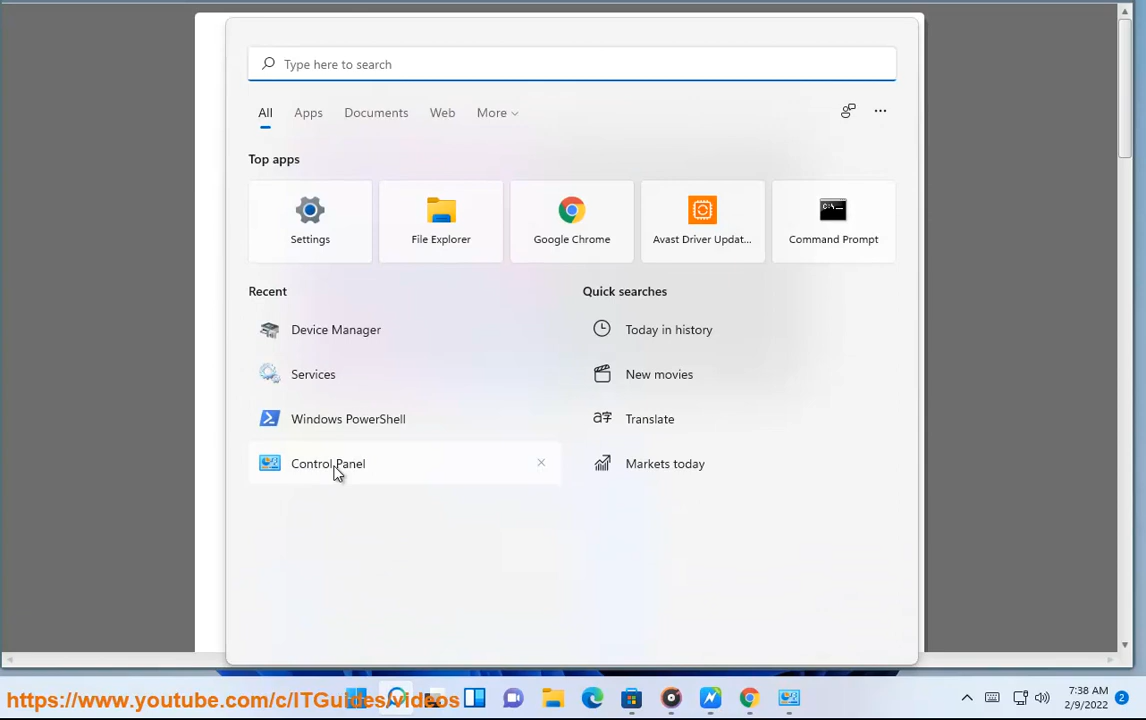 Type here to search
All Apps Documents Web More
Top apps
Settings File Explorer Google Chrome Avast Driver Updat... Command Prompt
Recent Quick searches
Device Manager Today in history
Services New movies
Windows PowerShell Translate
Control Panel Markets today
https://www.youtube.com/c/ITGuides/videos
7:38 AM
2/9/2022 2